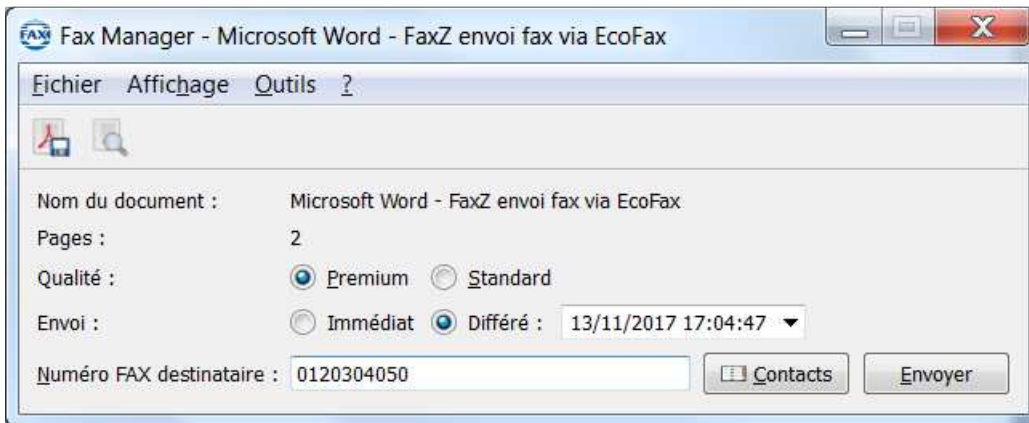 FAX Fax Manager - Microsoft Word - FaxZ envoi fax via EcoFax
Fichier Affichage Outils ?
Nom du document : Microsoft Word - FaxZ envoi fax via EcoFax
Pages : 2
Qualité : Premium Standard
Envoi : Immédiat Différé : 13/11/2017 17:04:47
Numéro FAX destinataire : 0120304050 Contacts Envoyer